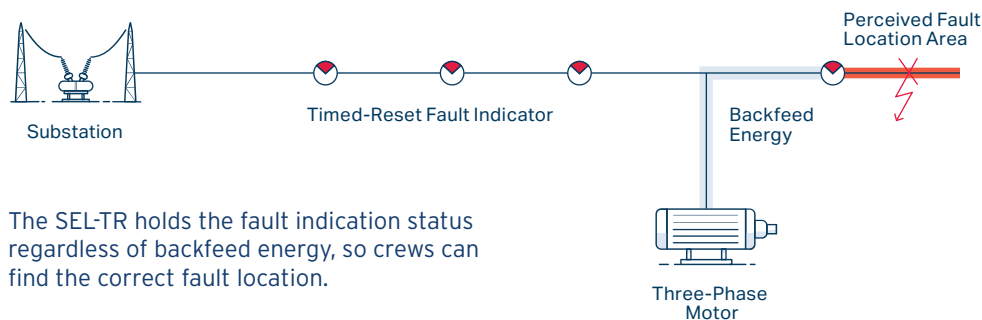 Perceived Fault
Location Area
Substation
Timed-Reset Fault Indicator
Backfeed
Energy
The SEL-TR holds the fault indication status
regardless of backfeed energy, so crews can
find the correct fault location.
Three-Phase
Motor